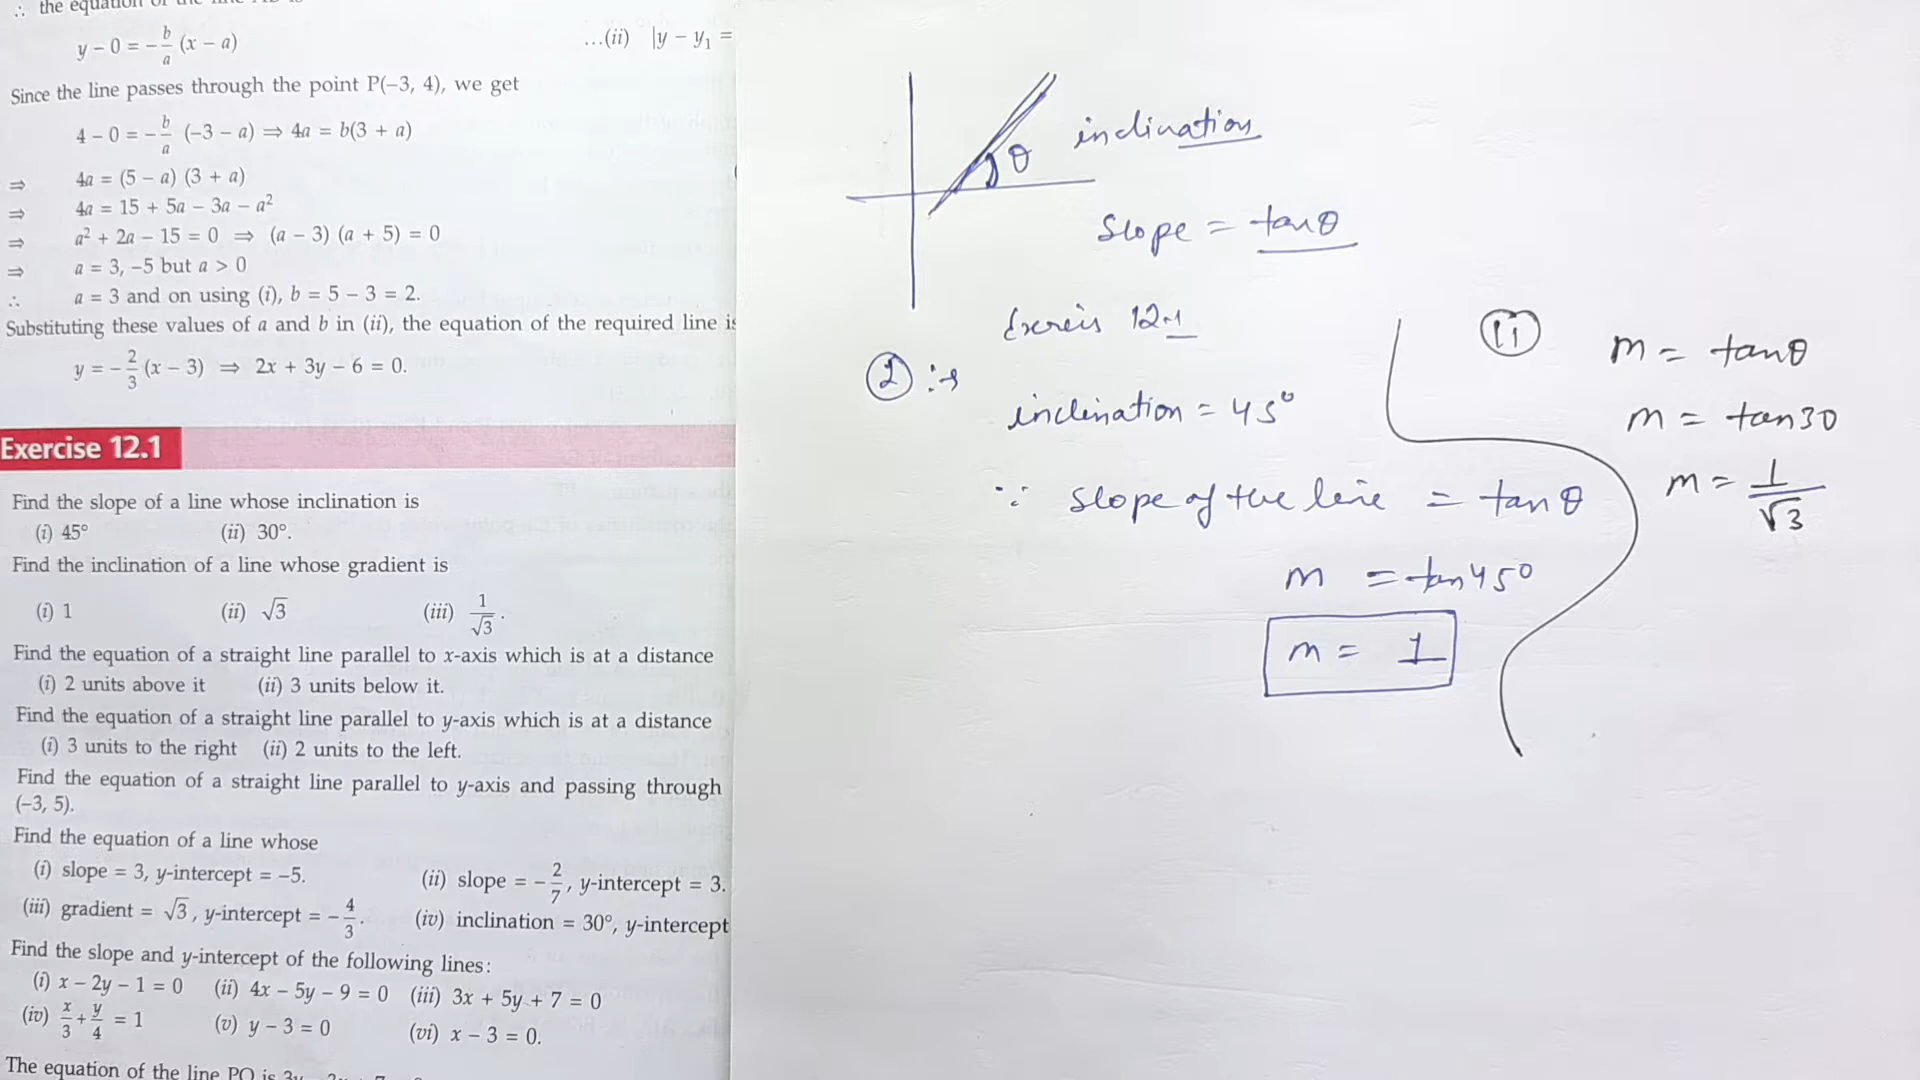 ∴ the equation of the line AB is
y – 0 = – b/a (x – a) ...(ii) |y – y₁ =
Since the line passes through the point P(–3, 4), we get
4 – 0 = – b/a (–3 – a) ⇒ 4a = b(3 + a)
⇒ 4a = (5 – a) (3 + a)
⇒ 4a = 15 + 5a – 3a – a²
⇒ a² + 2a – 15 = 0 ⇒ (a – 3) (a + 5) = 0
⇒ a = 3, –5 but a > 0
∴ a = 3 and on using (i), b = 5 – 3 = 2.
Substituting these values of a and b in (ii), the equation of the required line is
y = – 2/3 (x – 3) ⇒ 2x + 3y – 6 = 0.
Exercise 12.1
Find the slope of a line whose inclination is
(i) 45° (ii) 30°.
Find the inclination of a line whose gradient is
(i) 1 (ii) √3 (iii) 1/√3 .
Find the equation of a straight line parallel to x-axis which is at a distance
(i) 2 units above it (ii) 3 units below it.
Find the equation of a straight line parallel to y-axis which is at a distance
(i) 3 units to the right (ii) 2 units to the left.
Find the equation of a straight line parallel to y-axis and passing through
(–3, 5).
Find the equation of a line whose
(i) slope = 3, y-intercept = –5. (ii) slope = – 2/7, y-intercept = 3.
(iii) gradient = √3, y-intercept = – 4/3. (iv) inclination = 30°, y-intercept
Find the slope and y-intercept of the following lines:
(i) x – 2y – 1 = 0 (ii) 4x – 5y – 9 = 0 (iii) 3x + 5y + 7 = 0
(iv) x/3 + y/4 = 1 (v) y – 3 = 0 (vi) x – 3 = 0.
The equation of the line PQ is 3y
θ inclination
Slope = tanθ
Exercis 12.1
① :→
inclination = 45°
∵ slope of the line = tan θ
m = tan45°
m = 1
(ii) m = tanθ
m = tan30
m = 1/√3